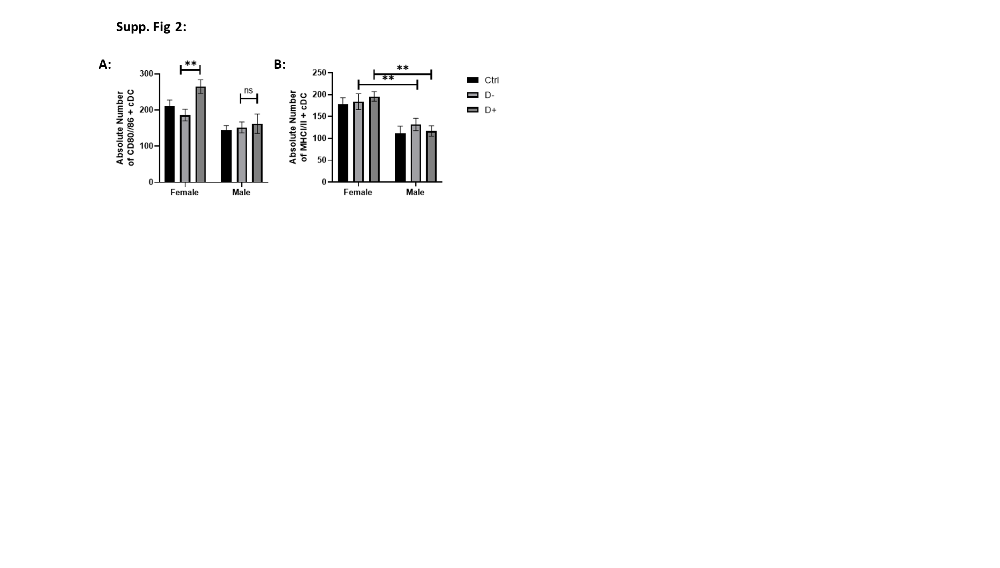 Supp. Fig 2:
A:
**
ns
300
200
100
0
Absolute Number
of CD80//86 + cDC
Female
Male
B:
**
**
250
200
150
100
50
0
Absolute Number
of MHCI/II + cDC
Female
Male
Ctrl
D-
D+